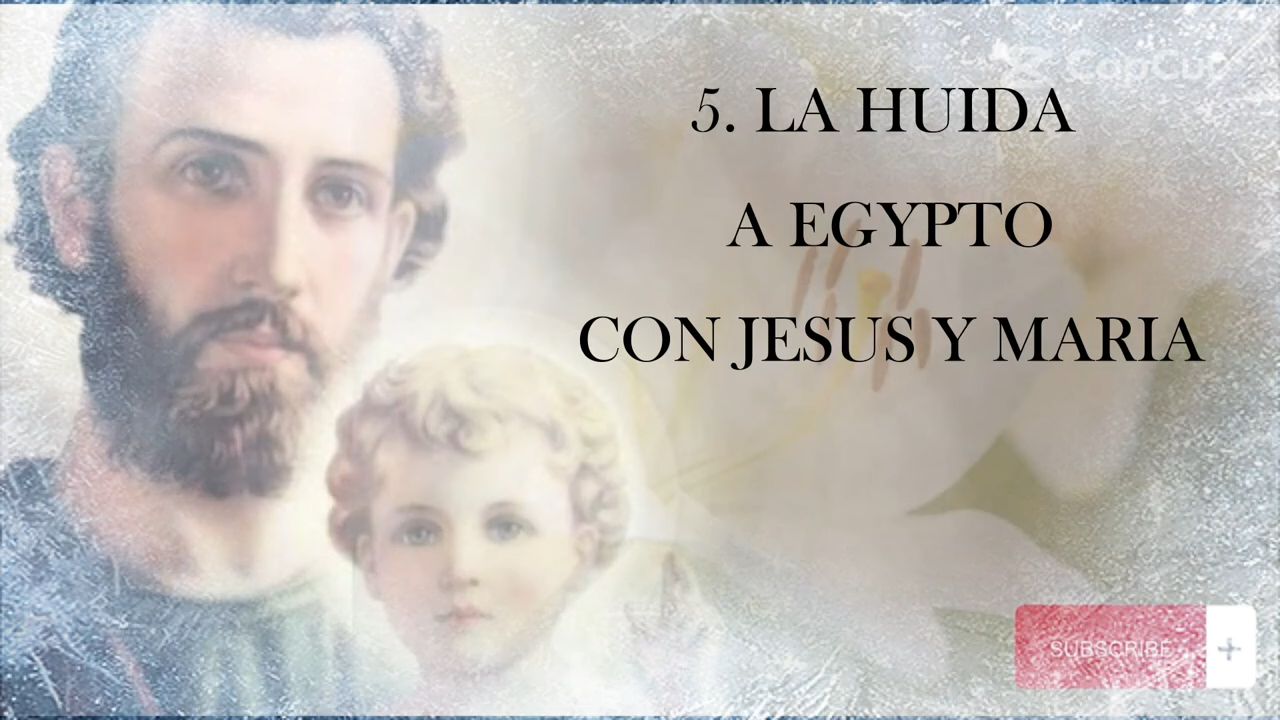 CapCut
5. LA HUIDA
A EGYPTO
CON JESUS Y MARIA
SUBSCRIBE